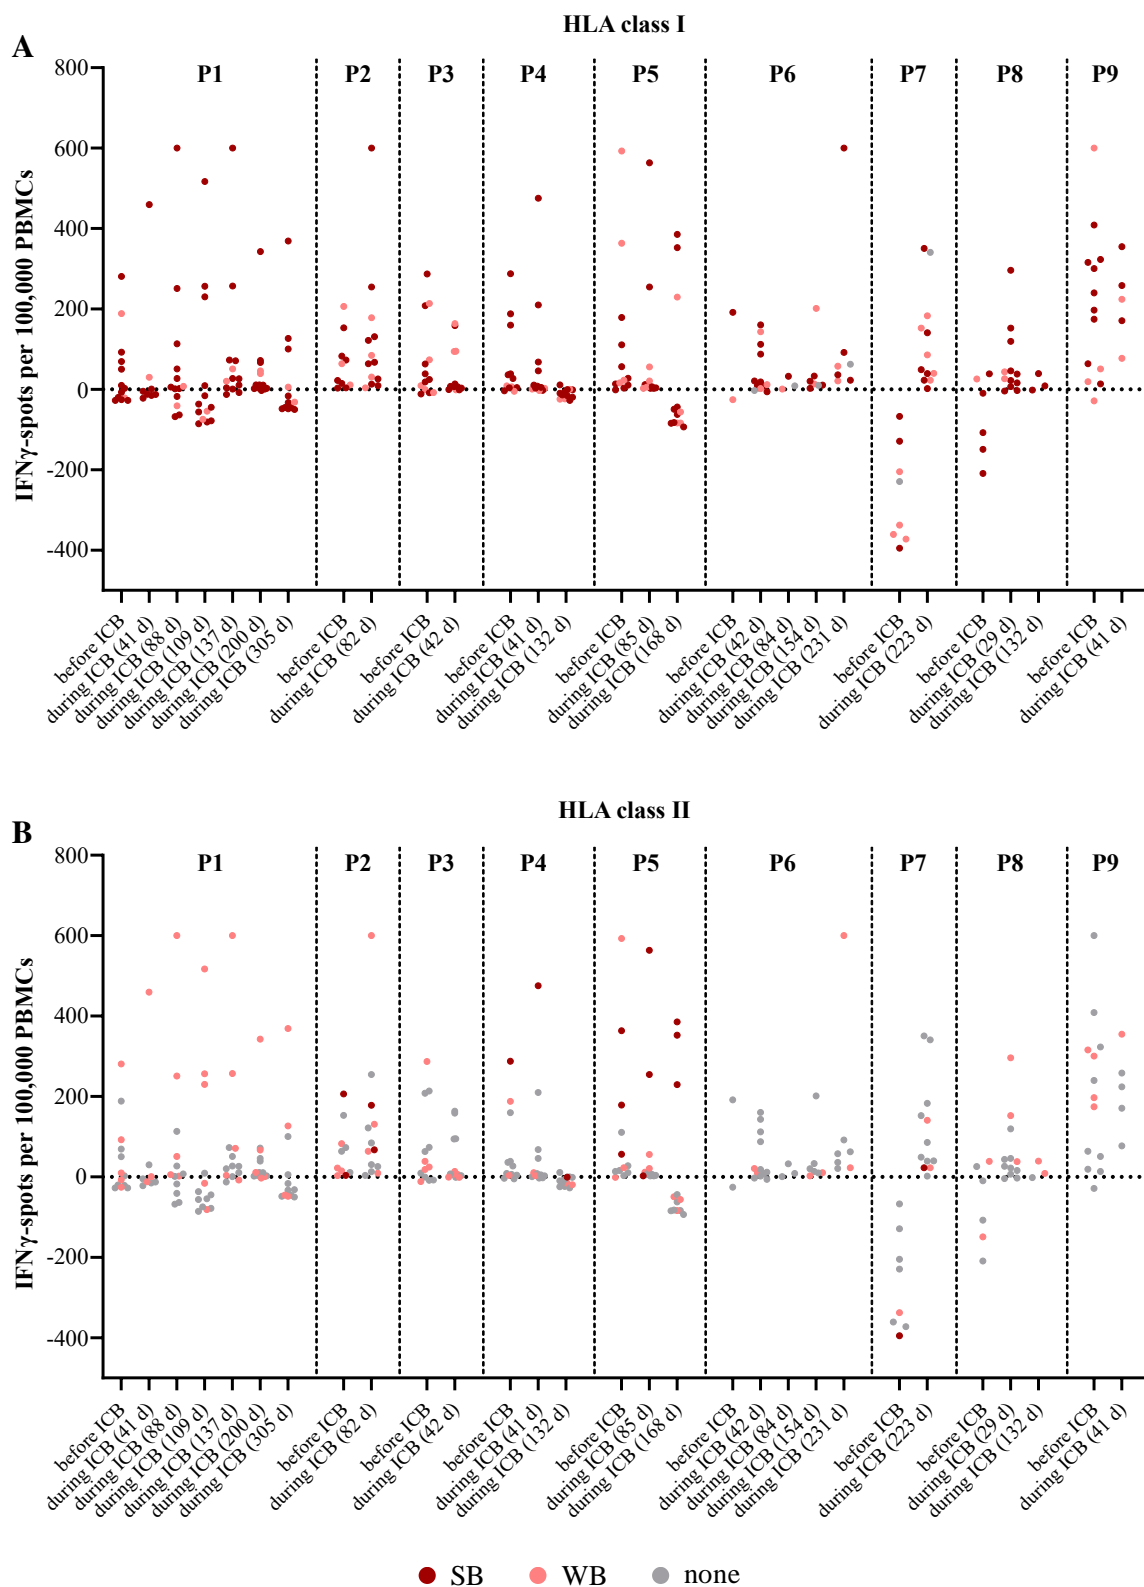 HLA class I
A
P1 P2 P3 P4 P5 P6 P7 P8 P9
IFNγ-spots per 100,000 PBMCs
800
600
400
200
0
-200
-400
before ICB
during ICB (41 d)
during ICB (88 d)
during ICB (109 d)
during ICB (137 d)
during ICB (200 d)
during ICB (305 d)
before ICB
during ICB (82 d)
before ICB
during ICB (42 d)
before ICB
during ICB (41 d)
during ICB (132 d)
before ICB
during ICB (85 d)
during ICB (168 d)
before ICB
during ICB (42 d)
during ICB (84 d)
during ICB (154 d)
during ICB (231 d)
before ICB
during ICB (223 d)
before ICB
during ICB (29 d)
during ICB (132 d)
before ICB
during ICB (41 d)
HLA class II
B
P1 P2 P3 P4 P5 P6 P7 P8 P9
IFNγ-spots per 100,000 PBMCs
800
600
400
200
0
-200
-400
before ICB
during ICB (41 d)
during ICB (88 d)
during ICB (109 d)
during ICB (137 d)
during ICB (200 d)
during ICB (305 d)
before ICB
during ICB (82 d)
before ICB
during ICB (42 d)
before ICB
during ICB (41 d)
during ICB (132 d)
before ICB
during ICB (85 d)
during ICB (168 d)
before ICB
during ICB (42 d)
during ICB (84 d)
during ICB (154 d)
during ICB (231 d)
before ICB
during ICB (223 d)
before ICB
during ICB (29 d)
during ICB (132 d)
before ICB
during ICB (41 d)
SB WB none